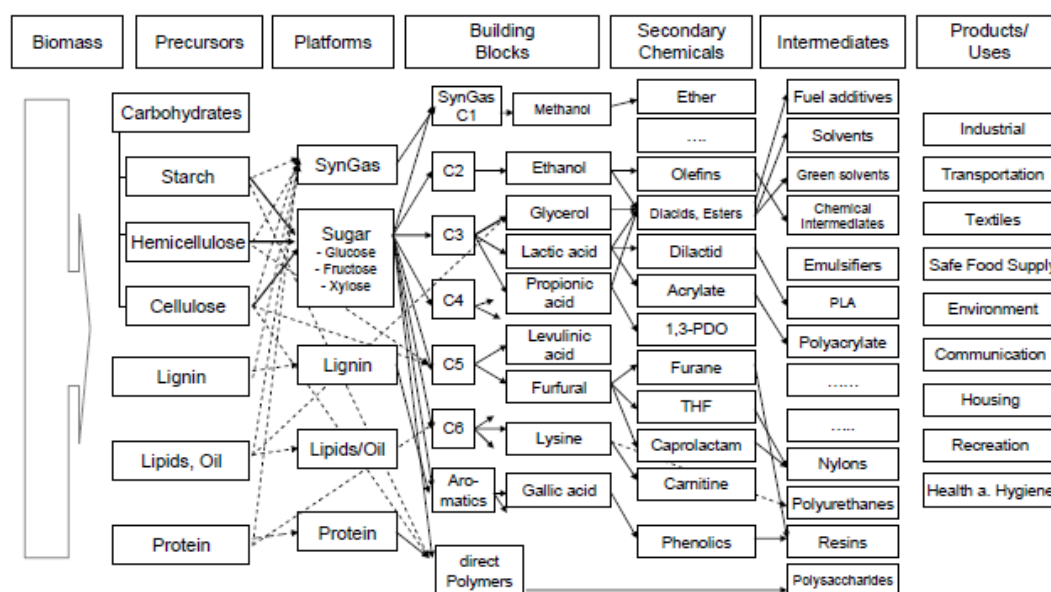 Biomass
Precursors
Platforms
Building
Blocks
Secondary
Chemicals
Intermediates
Products/
Uses
Carbohydrates
Starch
Hemicellulose
Cellulose
Lignin
Lipids, Oil
Protein
SynGas
Sugar
- Glucose
- Fructose
- Xylose
Lignin
Lipids/Oil
Protein
SynGas
C1
C2
C3
C4
C5
C6
Aro-
matics
direct
Polymers
Methanol
Ethanol
Glycerol
Lactic acid
Propionic
acid
Levulinic
acid
Furfural
Lysine
Gallic acid
Ether
....
Olefins
Diacids, Esters
Dilactid
Acrylate
1,3-PDO
Furane
THF
Caprolactam
Carnitine
Phenolics
Fuel additives
Solvents
Green solvents
Chemical
Intermediates
Emulsifiers
PLA
Polyacrylate
......
.....
Nylons
Polyurethanes
Resins
Polysaccharides
Industrial
Transportation
Textiles
Safe Food Supply
Environment
Communication
Housing
Recreation
Health a. Hygiene